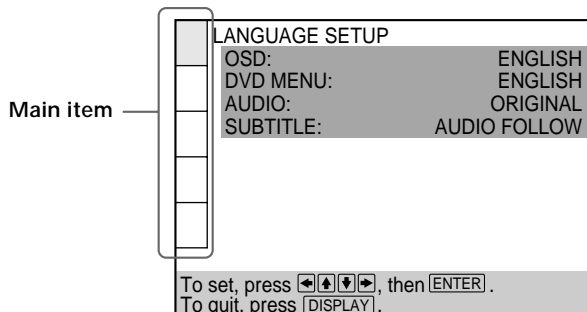 LANGUAGE SETUP
OSD: ENGLISH
DVD MENU: ENGLISH
AUDIO: ORIGINAL
SUBTITLE: AUDIO FOLLOW
Main item
To set, press ←↑↓→, then ENTER .
To quit, press DISPLAY .